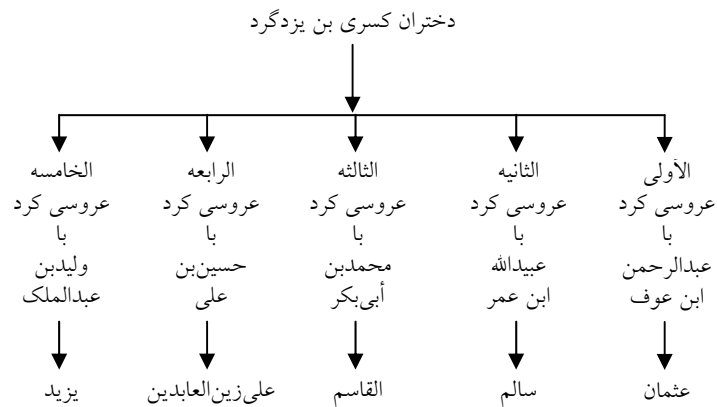 دختران کسری بن یزدگرد
الأولی
عروسی کرد
با
عبدالرحمن
ابن عوف
عثمان
الثانیه
عروسی کرد
با
عبیدالله
ابن عمر
سالم
الثالثه
عروسی کرد
با
محمدبن
أبی‌بکر
القاسم
الرابعه
عروسی کرد
با
حسین‌بن
علی
علی‌زین‌العابدین
الخامسه
عروسی کرد
با
ولیدبن
عبدالملک
یزید